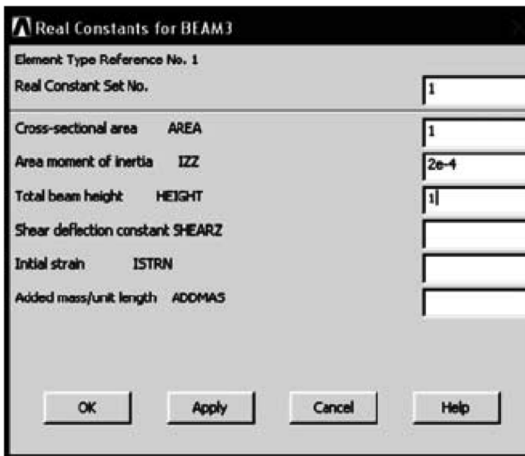 Real Constants for BEAM3
Element Type Reference No. 1
Real Constant Set No. 1
Cross-sectional area AREA 1
Area moment of inertia IZZ 2e-4
Total beam height HEIGHT 1
Shear deflection constant SHEARZ
Initial strain ISTRN
Added mass/unit length ADDMAS
OK Apply Cancel Help